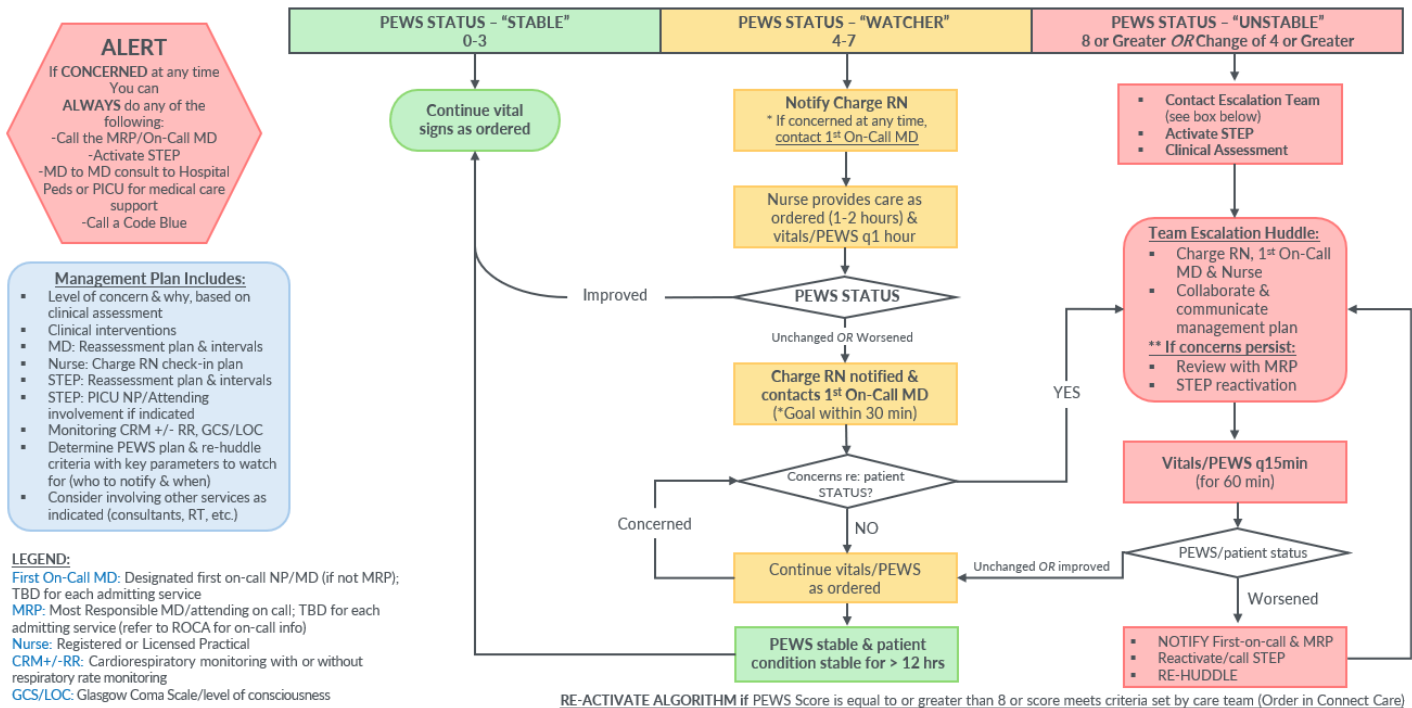 PEWS STATUS – “STABLE”
0-3
PEWS STATUS – “WATCHER”
4-7
PEWS STATUS – “UNSTABLE”
8 or Greater OR Change of 4 or Greater
ALERT
If CONCERNED at any time
You can
ALWAYS do any of the
following:
-Call the MRP/On-Call MD
-Activate STEP
-MD to MD consult to Hospital
Peds or PICU for medical care
support
-Call a Code Blue
Management Plan Includes:
▪ Level of concern & why, based on
clinical assessment
▪ Clinical interventions
▪ MD: Reassessment plan & intervals
▪ Nurse: Charge RN check-in plan
▪ STEP: Reassessment plan & intervals
▪ STEP: PICU NP/Attending
involvement if indicated
▪ Monitoring CRM +/- RR, GCS/LOC
▪ Determine PEWS plan & re-huddle
criteria with key parameters to watch
for (who to notify & when)
▪ Consider involving other services as
indicated (consultants, RT, etc.)
LEGEND:
First On-Call MD: Designated first on-call NP/MD (if not MRP);
TBD for each admitting service
MRP: Most Responsible MD/attending on call; TBD for each
admitting service (refer to ROCA for on-call info)
Nurse: Registered or Licensed Practical
CRM+/-RR: Cardiorespiratory monitoring with or without
respiratory rate monitoring
GCS/LOC: Glasgow Coma Scale/level of consciousness
Continue vital
signs as ordered
Notify Charge RN
* If concerned at any time,
contact 1st On-Call MD
Nurse provides care as
ordered (1-2 hours) &
vitals/PEWS q1 hour
PEWS STATUS
Improved
Unchanged OR Worsened
Charge RN notified &
contacts 1st On-Call MD
(*Goal within 30 min)
Concerns re: patient
STATUS?
YES
NO
Concerned
Continue vitals/PEWS
as ordered
PEWS stable & patient
condition stable for > 12 hrs
▪ Contact Escalation Team
(see box below)
▪ Activate STEP
▪ Clinical Assessment
Team Escalation Huddle:
▪ Charge RN, 1st On-Call
MD & Nurse
▪ Collaborate &
communicate
management plan
** If concerns persist:
▪ Review with MRP
▪ STEP reactivation
Vitals/PEWS q15min
(for 60 min)
PEWS/patient status
Unchanged OR improved
Worsened
▪ NOTIFY First-on-call & MRP
▪ Reactivate/call STEP
▪ RE-HUDDLE
RE-ACTIVATE ALGORITHM if PEWS Score is equal to or greater than 8 or score meets criteria set by care team (Order in Connect Care)